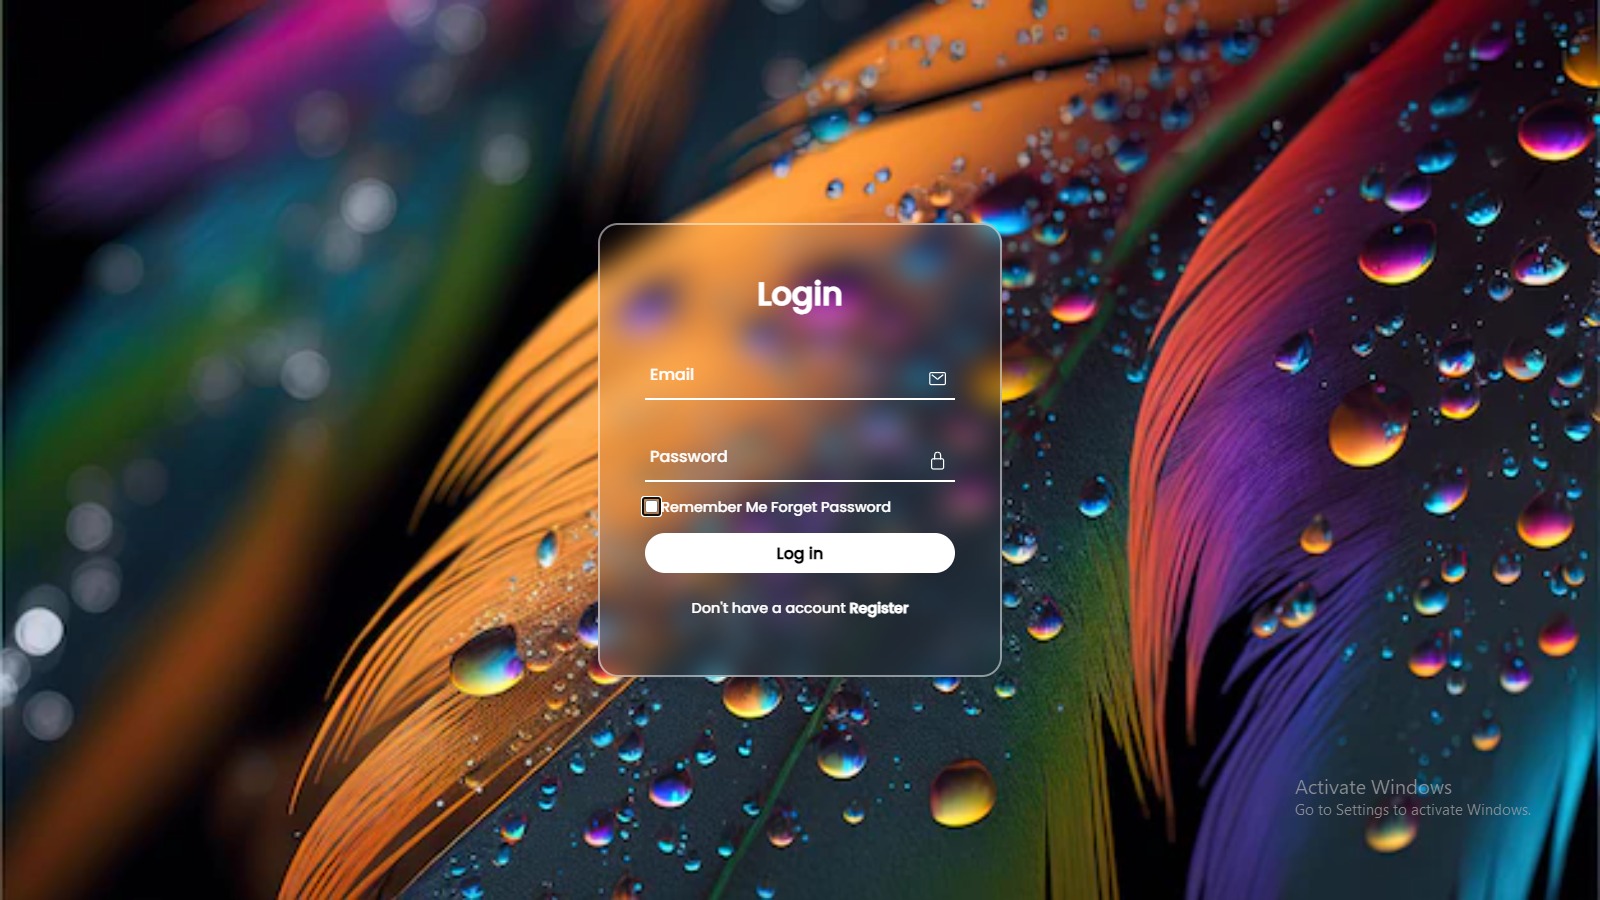 Login
Email
Password
Remember Me Forget Password
Log in
Don't have a account Register
Activate Windows
Go to Settings to activate Windows.